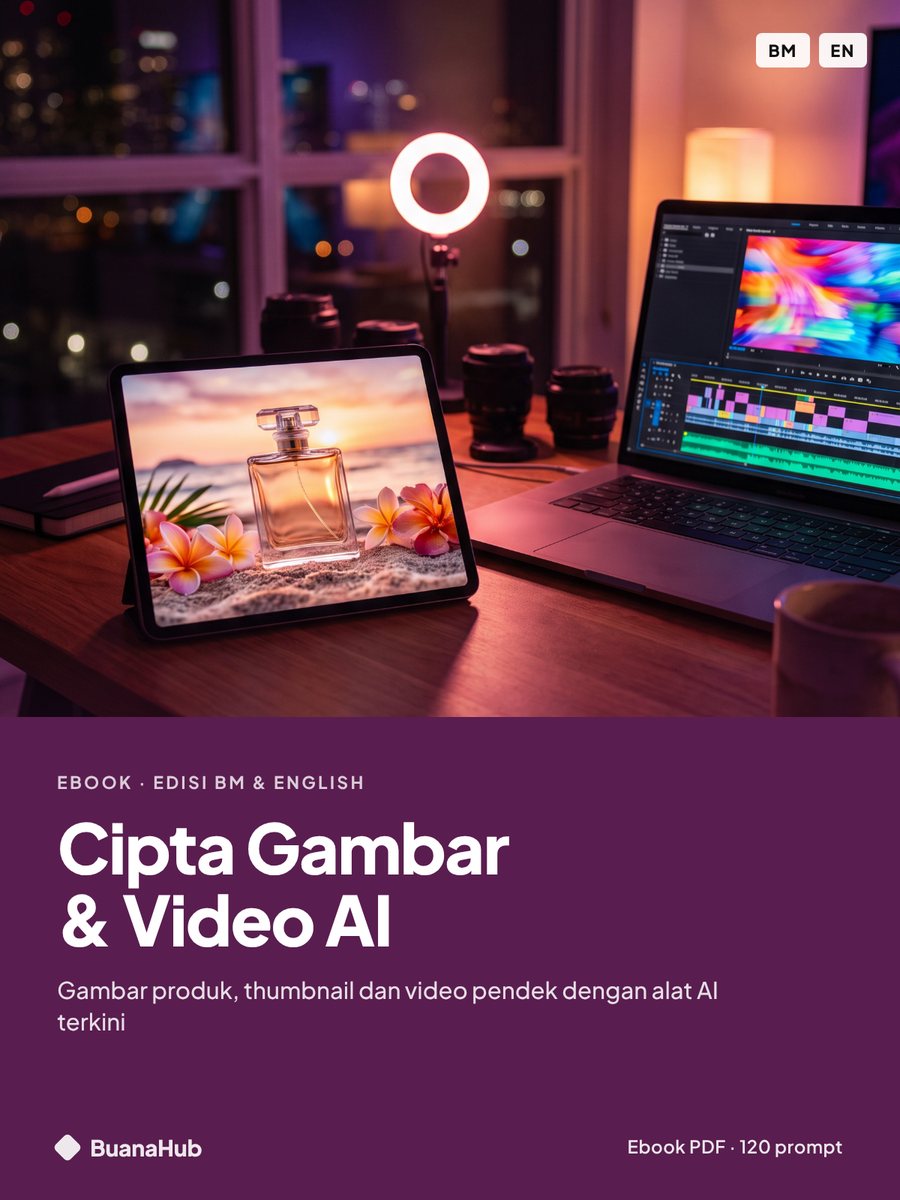 BM EN
EBOOK · EDISI BM & ENGLISH
Cipta Gambar
& Video AI
Gambar produk, thumbnail dan video pendek dengan alat AI
terkini
BuanaHub
Ebook PDF · 120 prompt